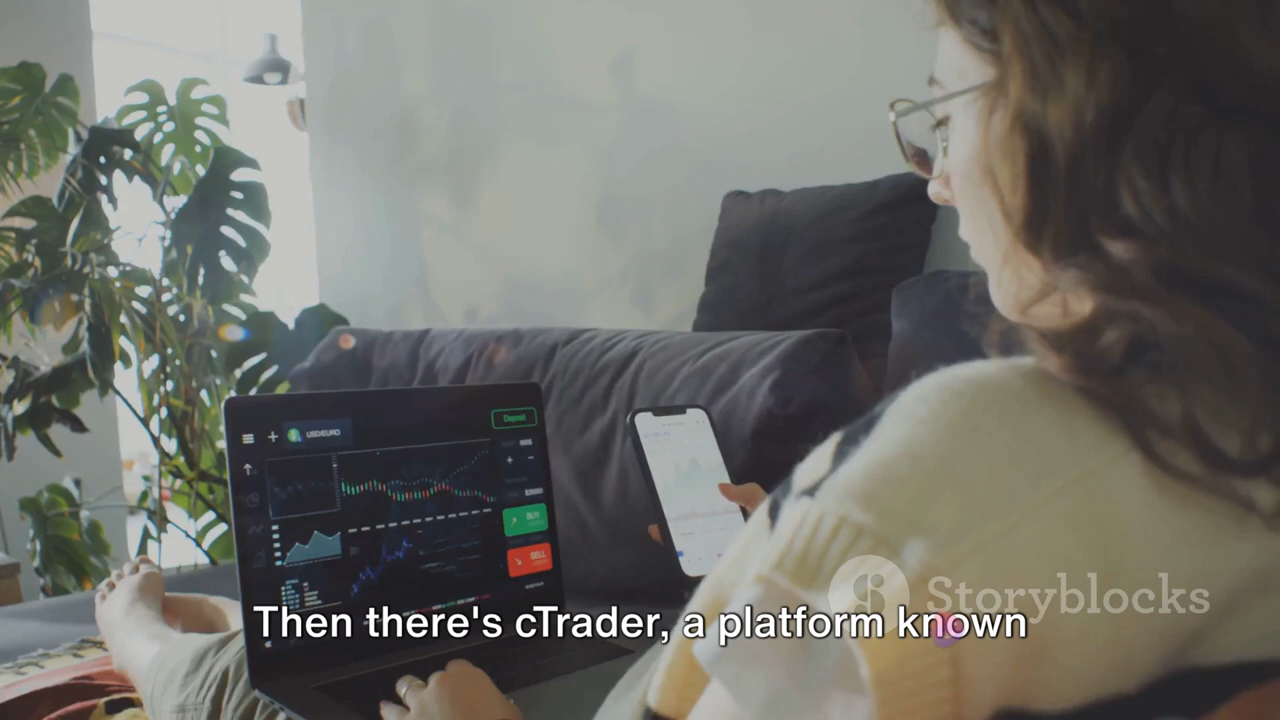 Deposit
USD/EURO
BUY
SELL
Storyblocks
Then there's cTrader, a platform known